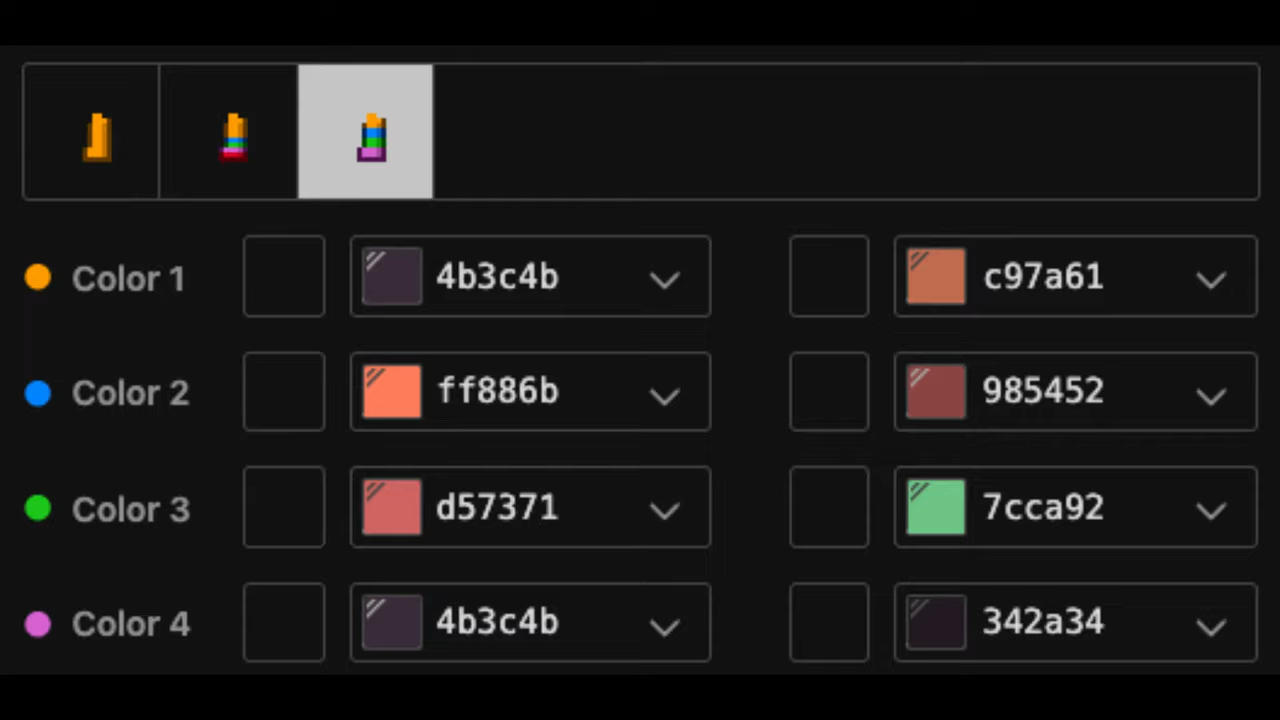 Color 1 4b3c4b c97a61
Color 2 ff886b 985452
Color 3 d57371 7cca92
Color 4 4b3c4b 342a34